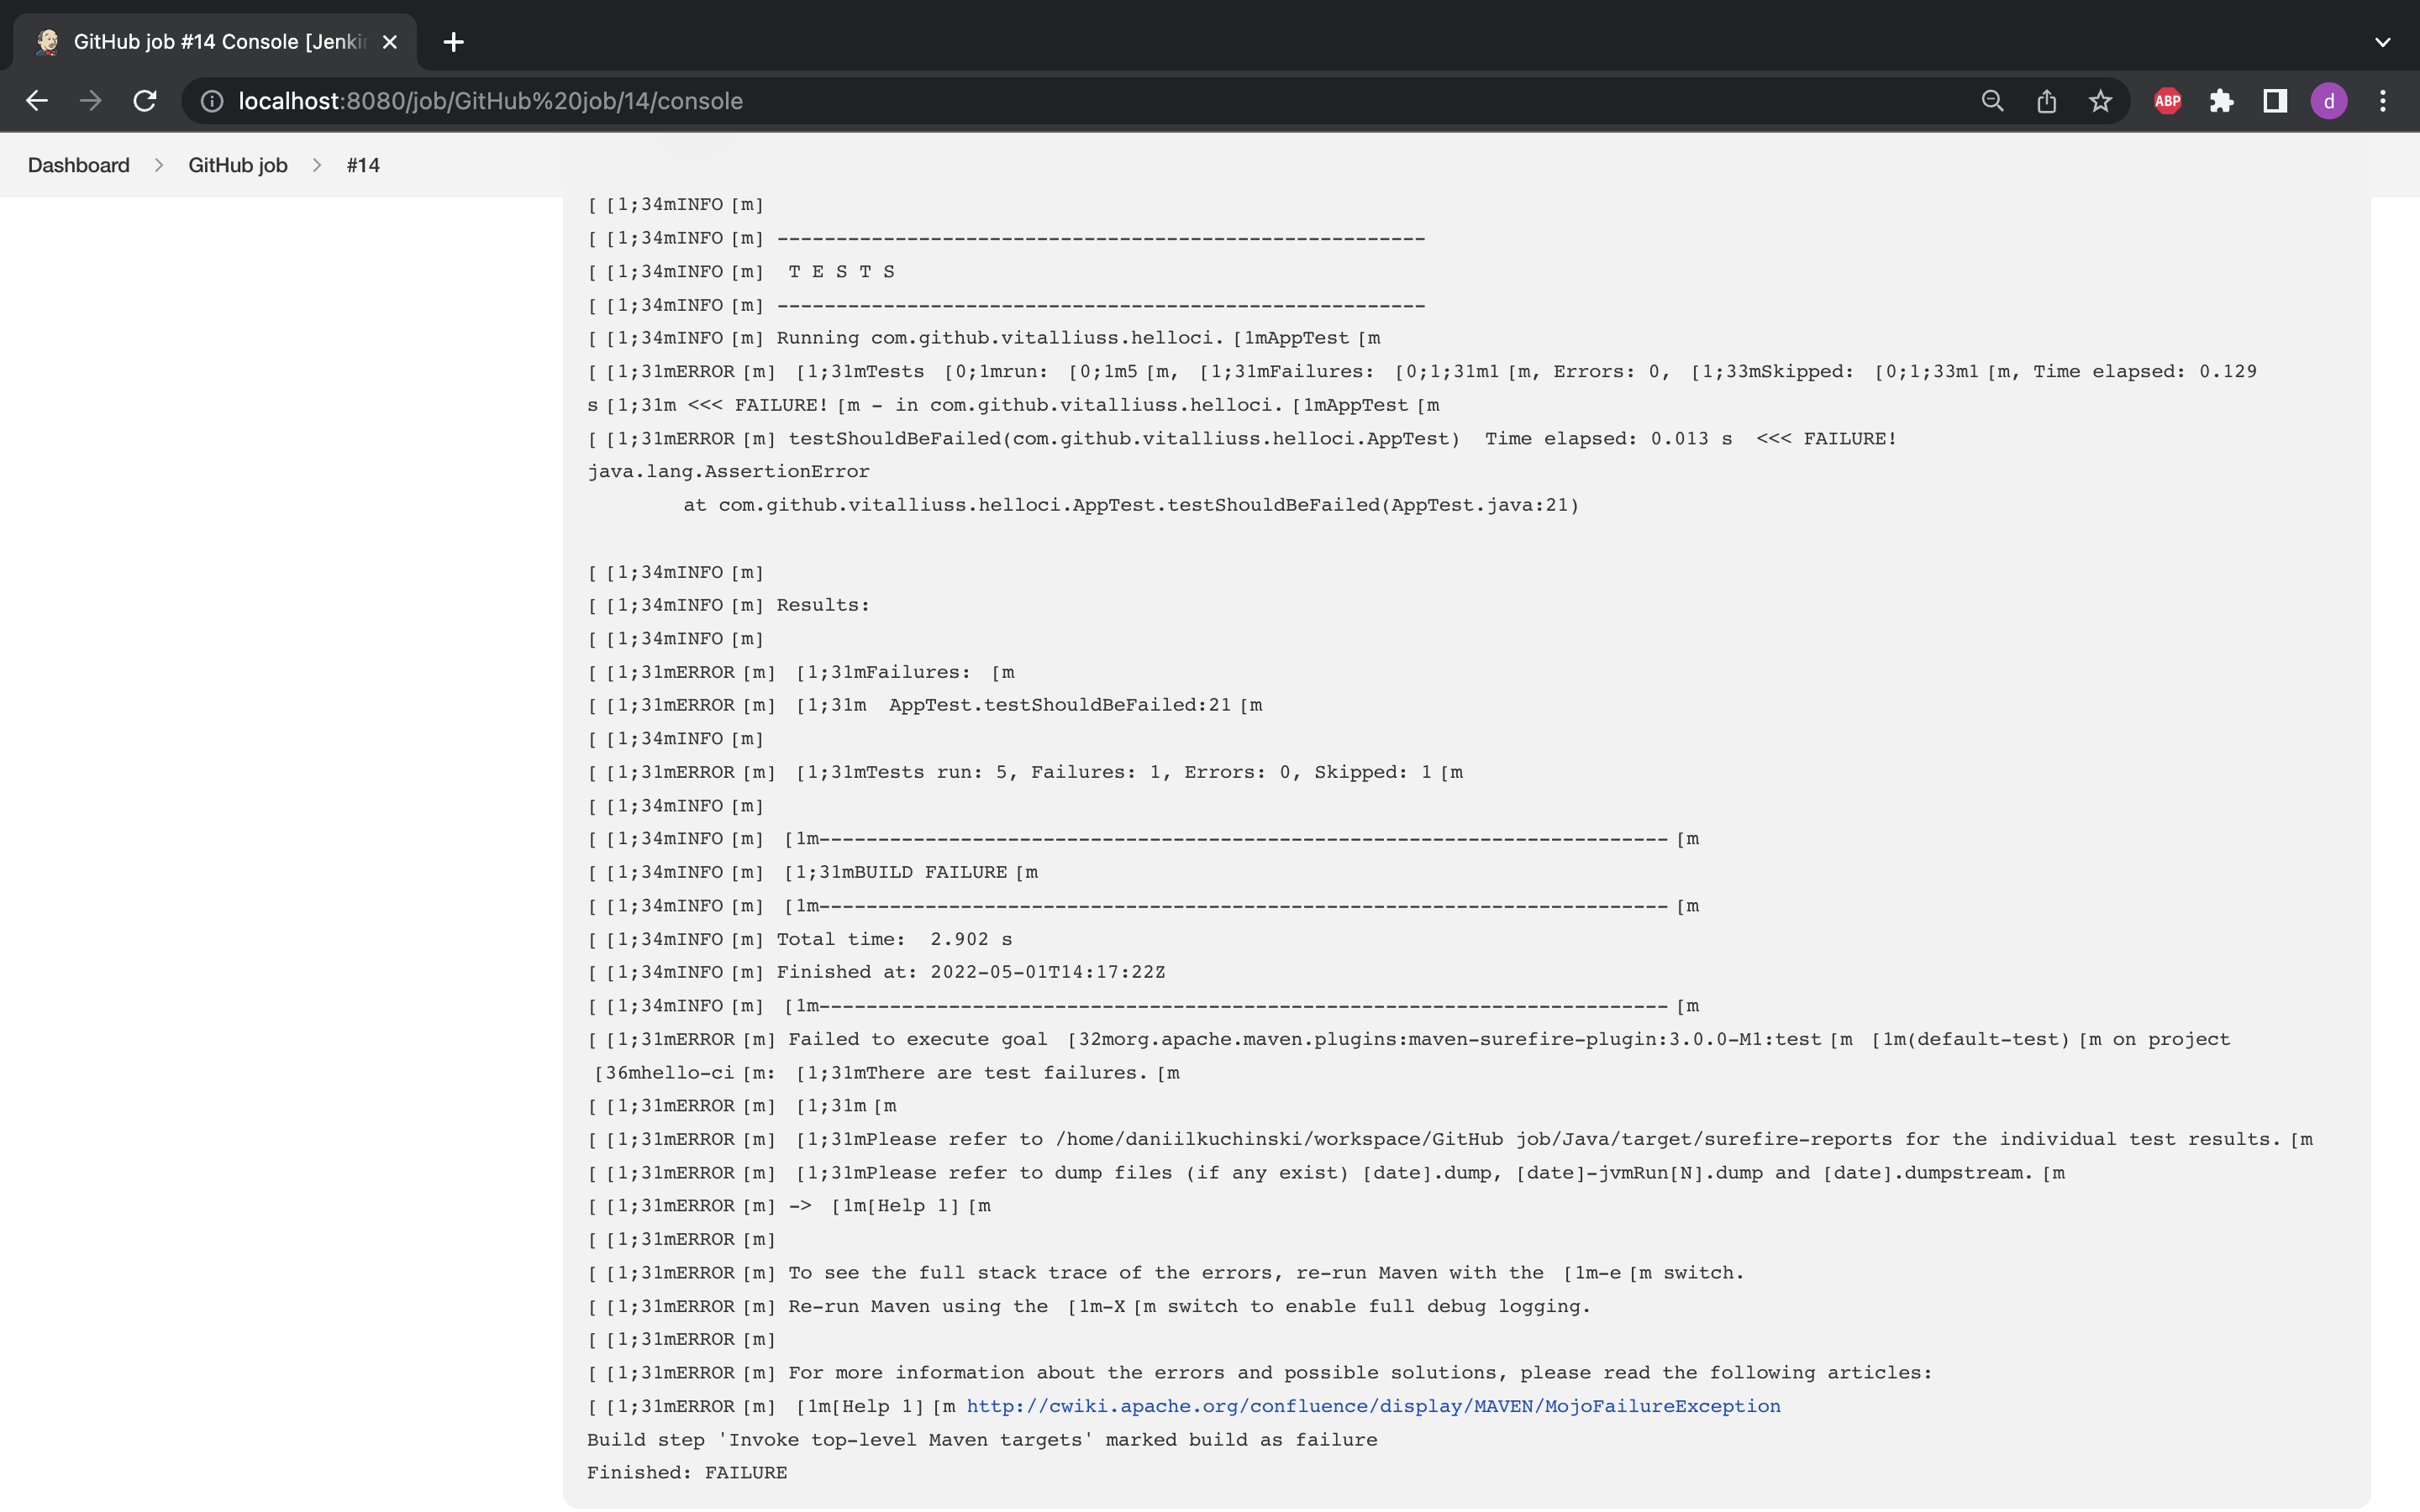 GitHub job #14 Console [Jenki
localhost:8080/job/GitHub%20job/14/console
ABP
d
Dashboard > GitHub job > #14
[ [1;34mINFO [m]
[ [1;34mINFO [m] -------------------------------------------------------
[ [1;34mINFO [m]  T E S T S
[ [1;34mINFO [m] -------------------------------------------------------
[ [1;34mINFO [m] Running com.github.vitalliuss.helloci. [1mAppTest [m
[ [1;31mERROR [m]  [1;31mTests  [0;1mrun:  [0;1m5 [m,  [1;31mFailures:  [0;1;31m1 [m, Errors: 0,  [1;33mSkipped:  [0;1;33m1 [m, Time elapsed: 0.129
s [1;31m <<< FAILURE! [m - in com.github.vitalliuss.helloci. [1mAppTest [m
[ [1;31mERROR [m] testShouldBeFailed(com.github.vitalliuss.helloci.AppTest)  Time elapsed: 0.013 s  <<< FAILURE!
java.lang.AssertionError
at com.github.vitalliuss.helloci.AppTest.testShouldBeFailed(AppTest.java:21)
[ [1;34mINFO [m]
[ [1;34mINFO [m] Results:
[ [1;34mINFO [m]
[ [1;31mERROR [m]  [1;31mFailures:  [m
[ [1;31mERROR [m]  [1;31m  AppTest.testShouldBeFailed:21 [m
[ [1;34mINFO [m]
[ [1;31mERROR [m]  [1;31mTests run: 5, Failures: 1, Errors: 0, Skipped: 1 [m
[ [1;34mINFO [m]
[ [1;34mINFO [m]  [1m------------------------------------------------------------------------ [m
[ [1;34mINFO [m]  [1;31mBUILD FAILURE [m
[ [1;34mINFO [m]  [1m------------------------------------------------------------------------ [m
[ [1;34mINFO [m] Total time:  2.902 s
[ [1;34mINFO [m] Finished at: 2022-05-01T14:17:22Z
[ [1;34mINFO [m]  [1m------------------------------------------------------------------------ [m
[ [1;31mERROR [m] Failed to execute goal  [32morg.apache.maven.plugins:maven-surefire-plugin:3.0.0-M1:test [m  [1m(default-test) [m on project
[36mhello-ci [m:  [1;31mThere are test failures. [m
[ [1;31mERROR [m]  [1;31m [m
[ [1;31mERROR [m]  [1;31mPlease refer to /home/daniilkuchinski/workspace/GitHub job/Java/target/surefire-reports for the individual test results. [m
[ [1;31mERROR [m]  [1;31mPlease refer to dump files (if any exist) [date].dump, [date]-jvmRun[N].dump and [date].dumpstream. [m
[ [1;31mERROR [m] ->  [1m[Help 1] [m
[ [1;31mERROR [m]
[ [1;31mERROR [m] To see the full stack trace of the errors, re-run Maven with the  [1m-e [m switch.
[ [1;31mERROR [m] Re-run Maven using the  [1m-X [m switch to enable full debug logging.
[ [1;31mERROR [m]
[ [1;31mERROR [m] For more information about the errors and possible solutions, please read the following articles:
[ [1;31mERROR [m]  [1m[Help 1] [m http://cwiki.apache.org/confluence/display/MAVEN/MojoFailureException
Build step 'Invoke top-level Maven targets' marked build as failure
Finished: FAILURE